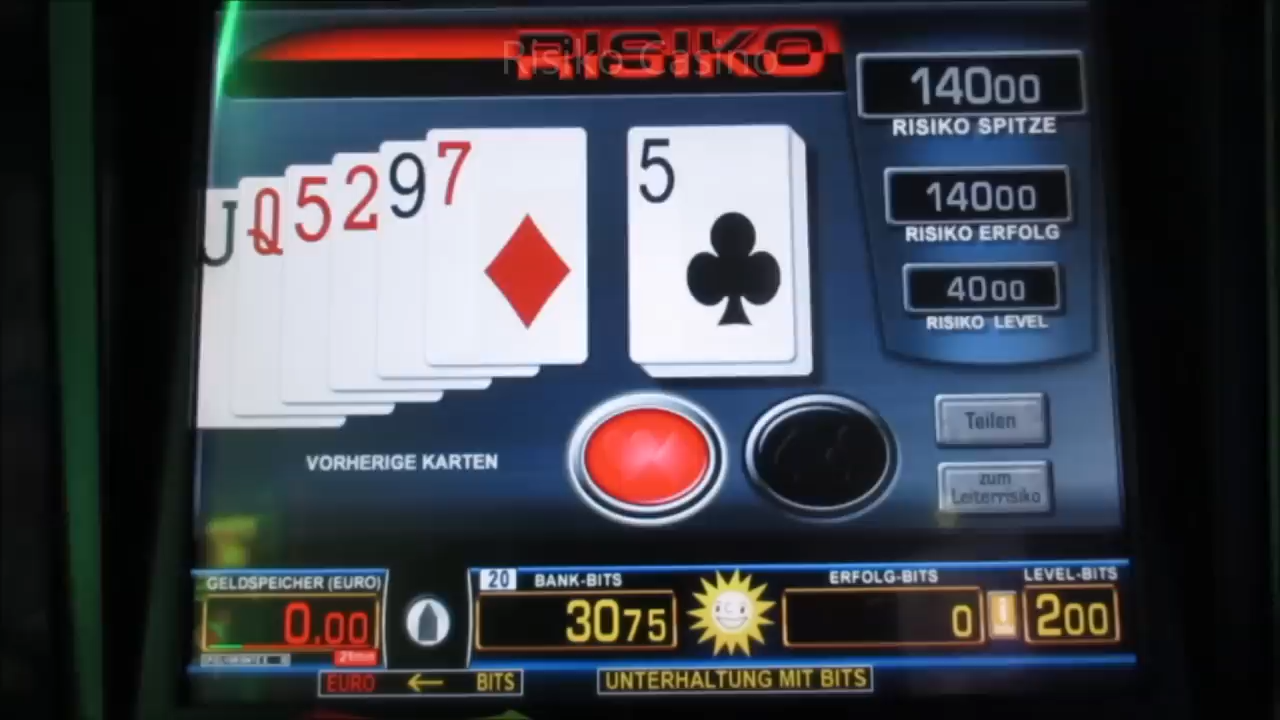 RISIKO
Risiko Casino
14000
RISIKO SPITZE
14000
RISIKO ERFOLG
4000
RISIKO LEVEL
J Q 5 2 9 7
5
VORHERIGE KARTEN
Teilen
zum
Leiterrisiko
GELDSPEICHER (EURO)
0.00
21min
20 BANK-BITS
3075
ERFOLG-BITS
0
LEVEL-BITS
200
EURO ← BITS
UNTERHALTUNG MIT BITS